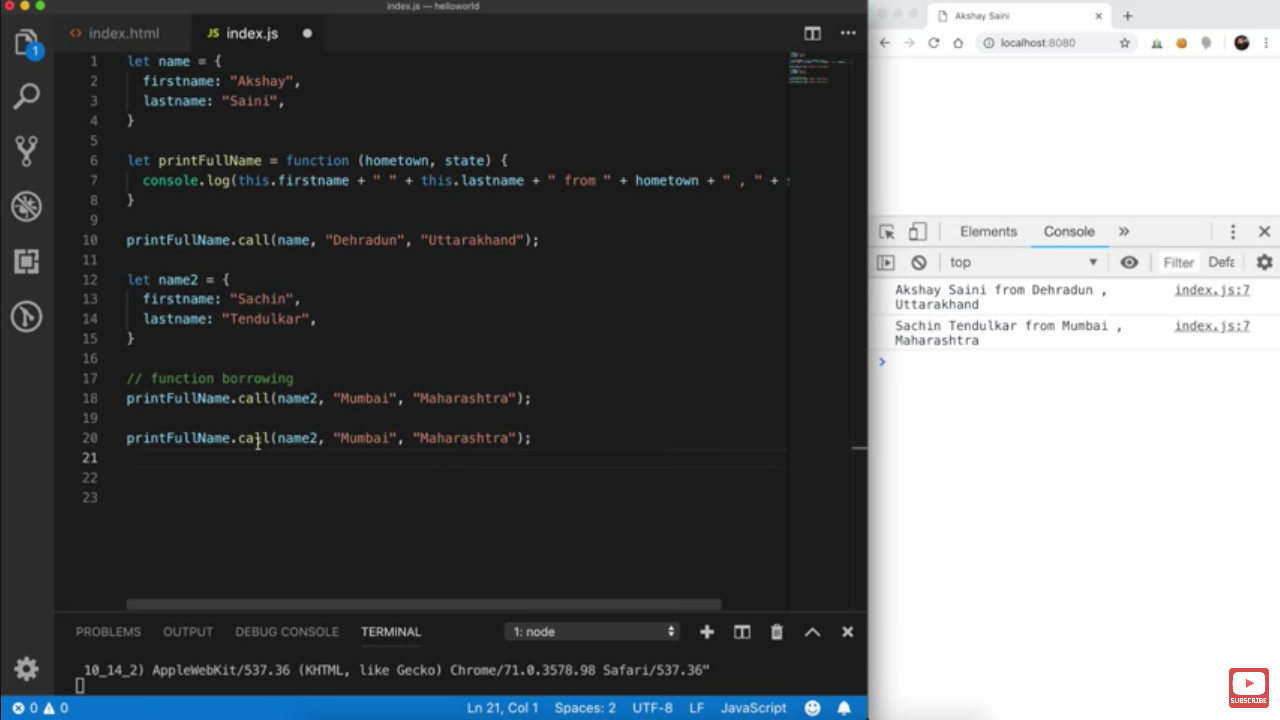 index.js — helloworld
index.html
JS index.js
1 let name = {
2 firstname: "Akshay",
3 lastname: "Saini",
4 }
5
6 let printFullName = function (hometown, state) {
7 console.log(this.firstname + " " + this.lastname + " from " + hometown + " , " +
8 }
9
10 printFullName.call(name, "Dehradun", "Uttarakhand");
11
12 let name2 = {
13 firstname: "Sachin",
14 lastname: "Tendulkar",
15 }
16
17 // function borrowing
18 printFullName.call(name2, "Mumbai", "Maharashtra");
19
20 printFullName.call(name2, "Mumbai", "Maharashtra");
21
22
23
1
PROBLEMS OUTPUT DEBUG CONSOLE TERMINAL 1: node
10_14_2) AppleWebKit/537.36 (KHTML, like Gecko) Chrome/71.0.3578.98 Safari/537.36"
0 0 Ln 21, Col 1 Spaces: 2 UTF-8 LF JavaScript
Akshay Saini
localhost:8080
Elements Console »
top Filter Defa
Akshay Saini from Dehradun , index.js:7
Uttarakhand
Sachin Tendulkar from Mumbai , index.js:7
Maharashtra
SUBSCRIBE